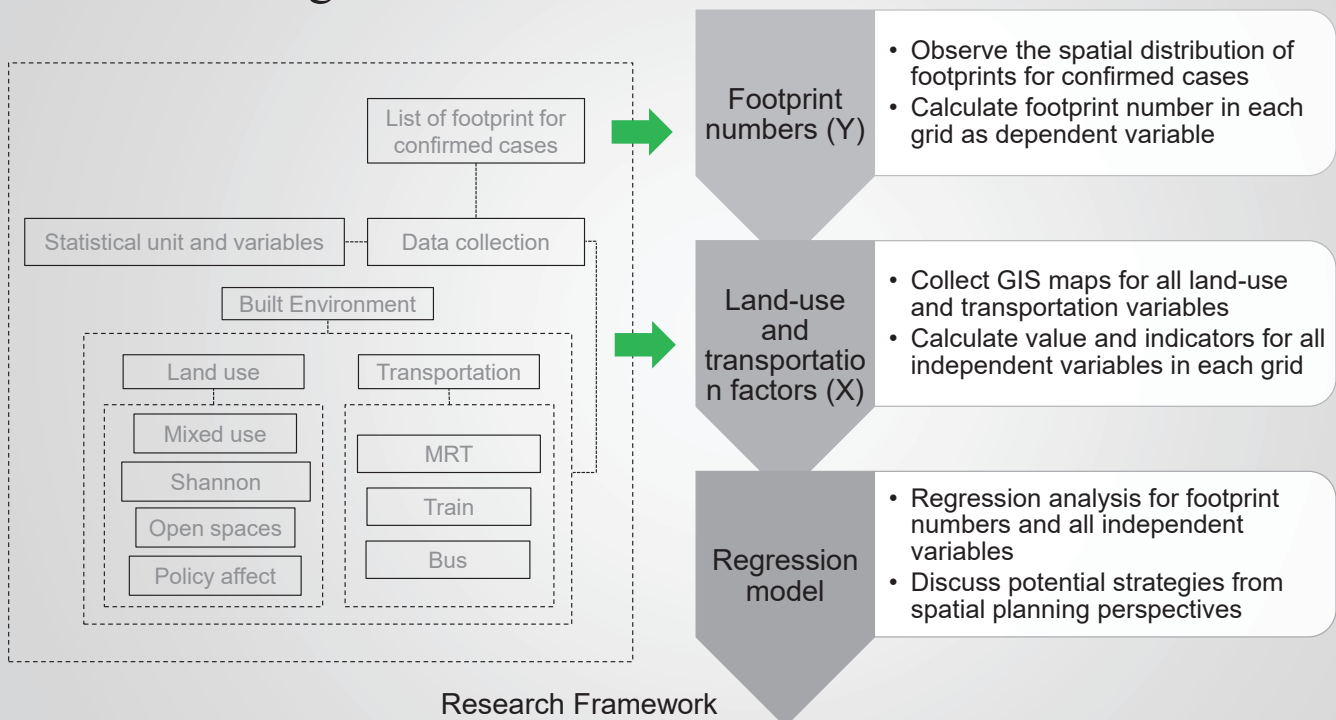 List of footprint for
confirmed cases
Statistical unit and variables
Data collection
Built Environment
Land use
Transportation
Mixed use
Shannon
Open spaces
Policy affect
MRT
Train
Bus
Footprint
numbers (Y)
• Observe the spatial distribution of
footprints for confirmed cases
• Calculate footprint number in each
grid as dependent variable
Land-use
and
transportatio
n factors (X)
• Collect GIS maps for all land-use
and transportation variables
• Calculate value and indicators for all
independent variables in each grid
Regression
model
• Regression analysis for footprint
numbers and all independent
variables
• Discuss potential strategies from
spatial planning perspectives
Research Framework